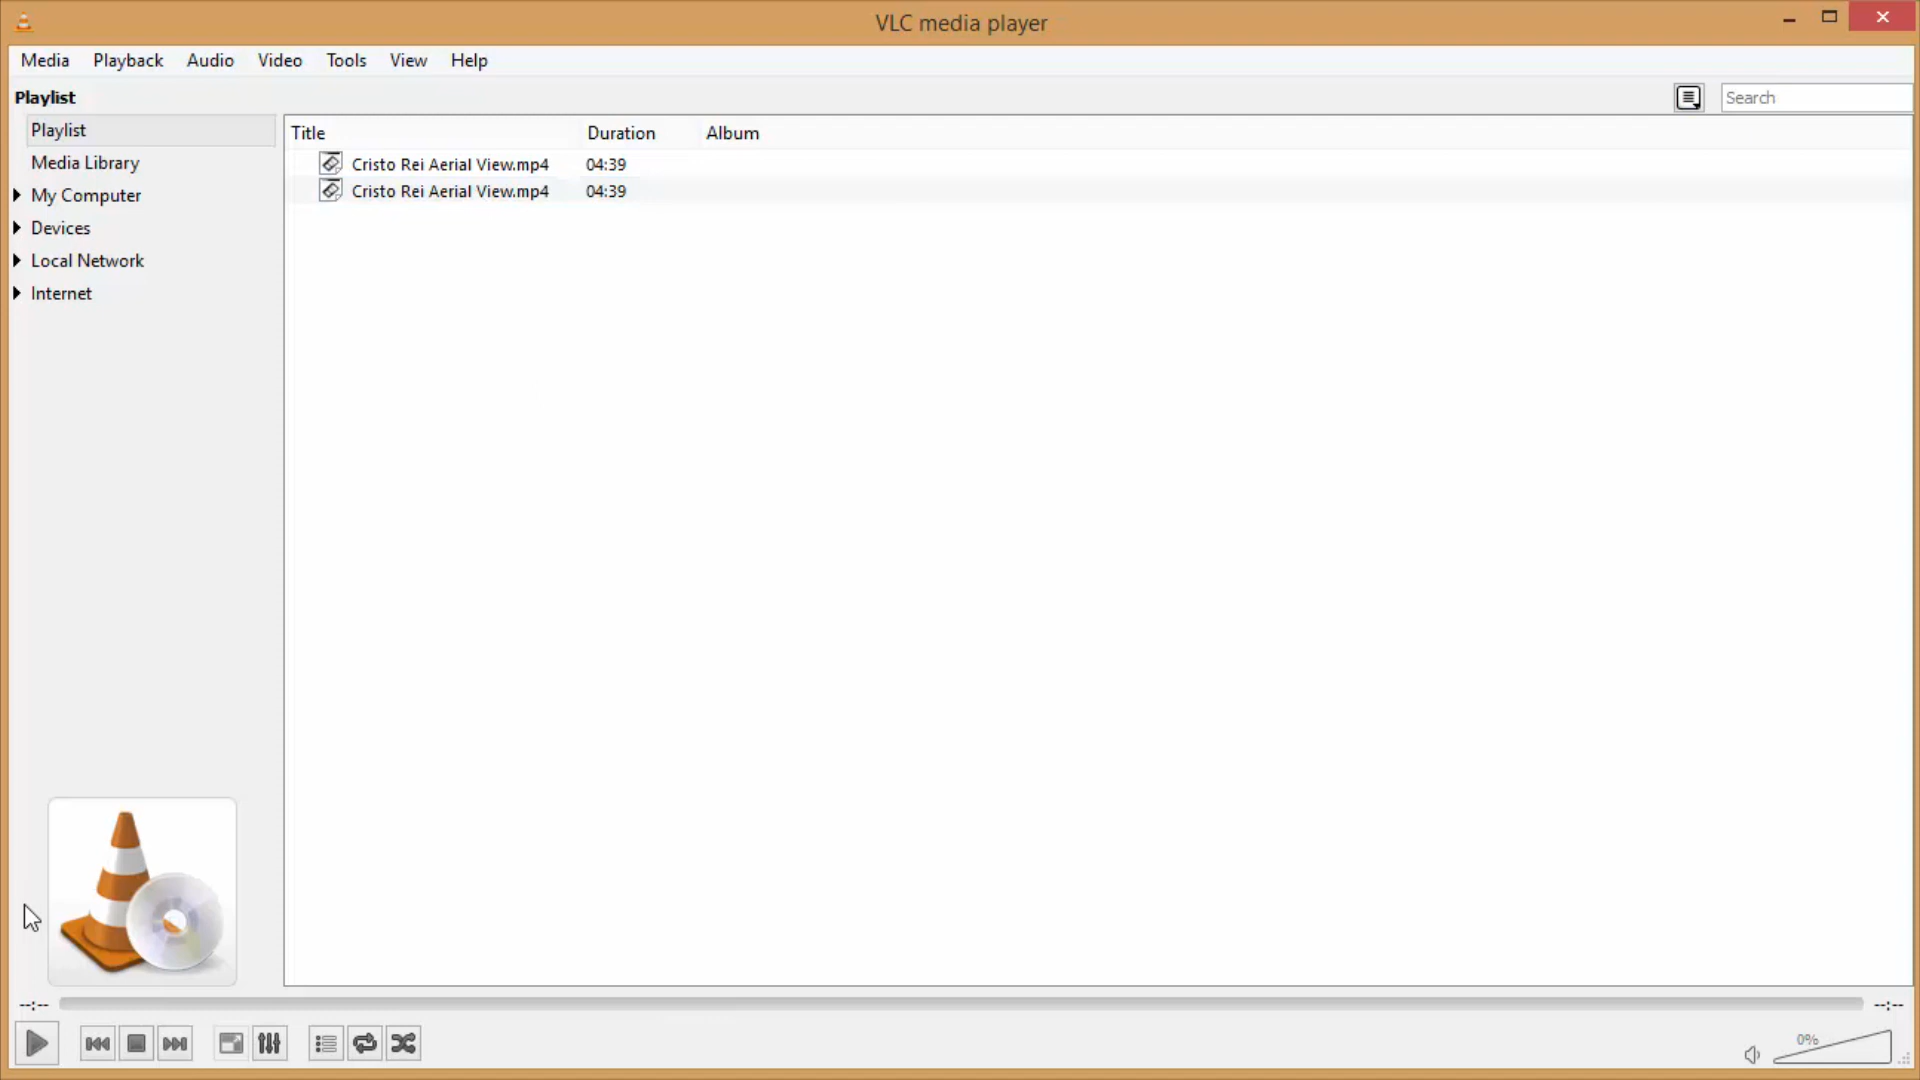 VLC media player
Media Playback Audio Video Tools View Help
Playlist
Search
Playlist
Media Library
My Computer
Devices
Local Network
Internet
Title Duration Album
Cristo Rei Aerial View.mp4 04:39
Cristo Rei Aerial View.mp4 04:39
--:-- --:--
0%